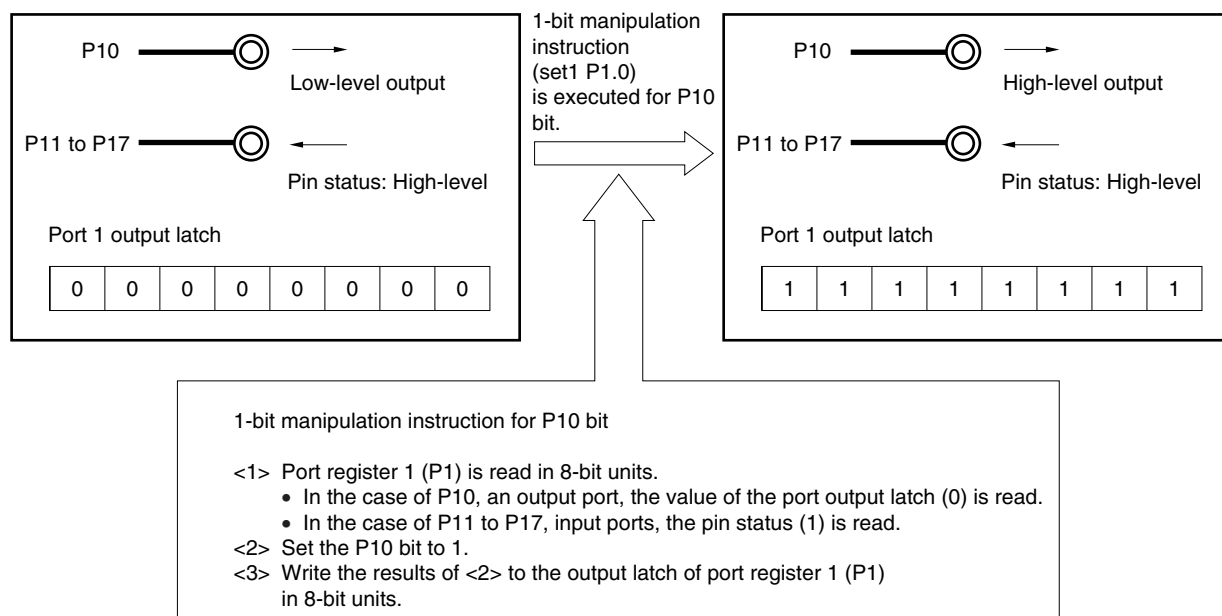 P10
Low-level output
P11 to P17
Pin status: High-level
Port 1 output latch
0 0 0 0 0 0 0 0
1-bit manipulation
instruction
(set1 P1.0)
is executed for P10
bit.
P10
High-level output
P11 to P17
Pin status: High-level
Port 1 output latch
1 1 1 1 1 1 1 1
1-bit manipulation instruction for P10 bit
<1> Port register 1 (P1) is read in 8-bit units.
• In the case of P10, an output port, the value of the port output latch (0) is read.
• In the case of P11 to P17, input ports, the pin status (1) is read.
<2> Set the P10 bit to 1.
<3> Write the results of <2> to the output latch of port register 1 (P1)
in 8-bit units.